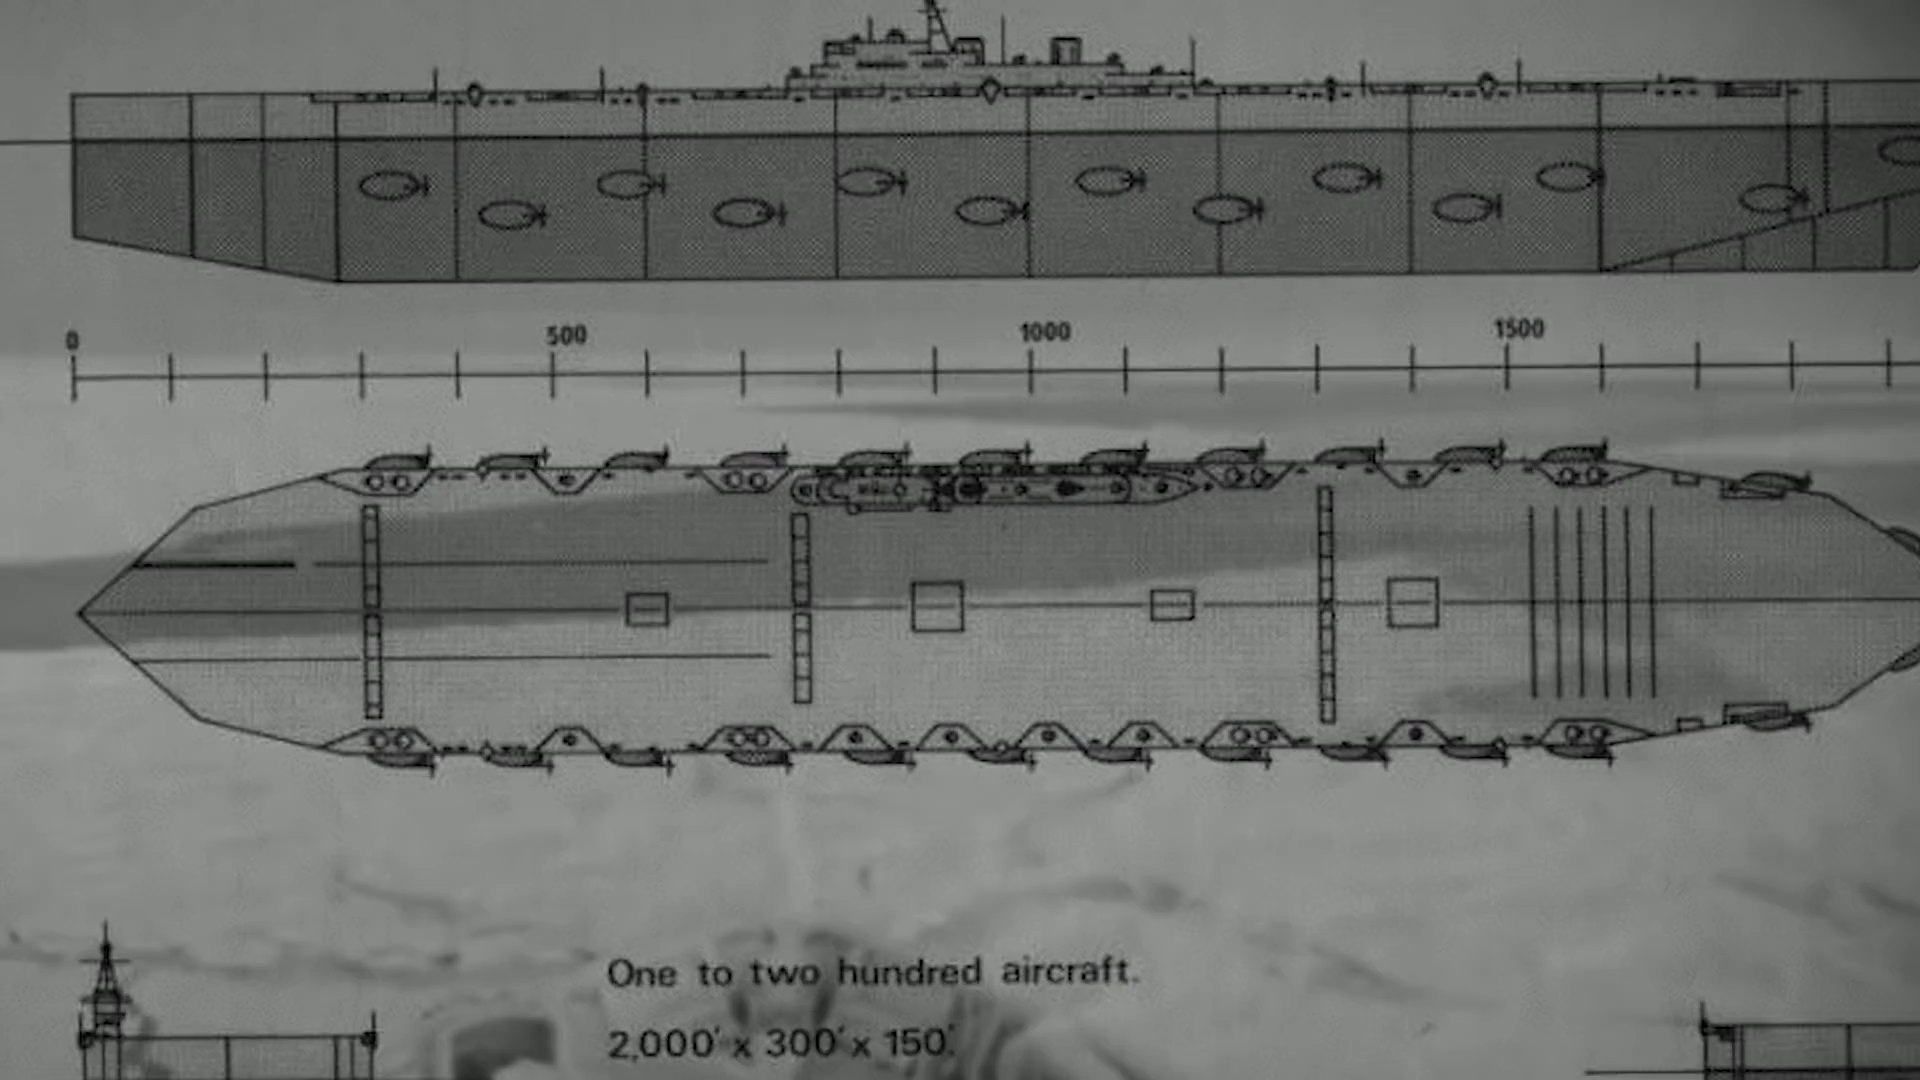 0 500 1000 1500
One to two hundred aircraft.
2,000' x 300' x 150'.